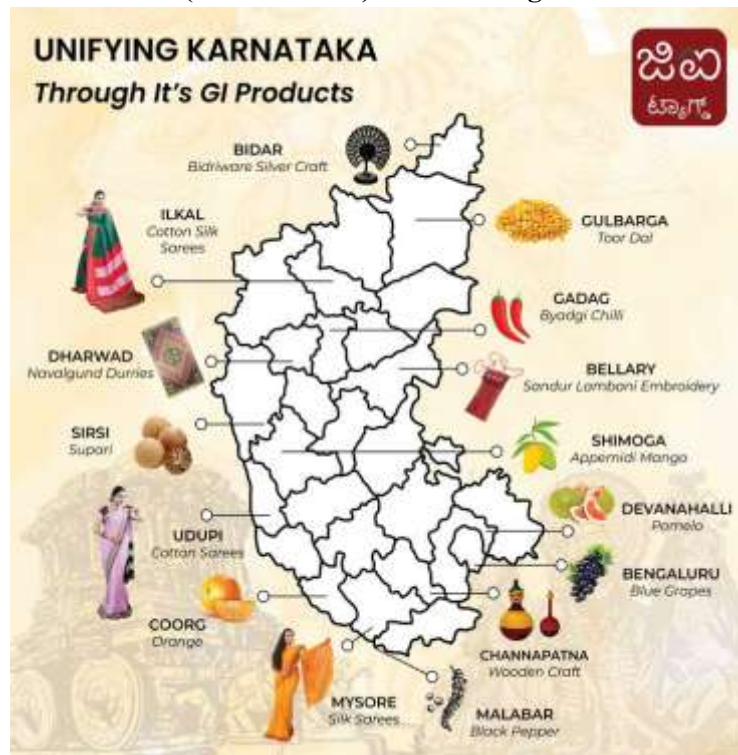 UNIFYING KARNATAKA
Through It's GI Products
ಜಿಐ
ಟ್ಯಾಗ್ಡ್
BIDAR
Bidriware Silver Craft
ILKAL
Cotton Silk
Sarees
GULBARGA
Toor Dal
GADAG
Byadgi Chilli
DHARWAD
Navalgund Durries
BELLARY
Sandur Lambani Embroidery
SIRSI
Supari
SHIMOGA
Appemidi Mango
DEVANAHALLI
Pomelo
UDUPI
Cotton Sarees
BENGALURU
Blue Grapes
COORG
Orange
CHANNAPATNA
Wooden Craft
MYSORE
Silk Sarees
MALABAR
Black Pepper